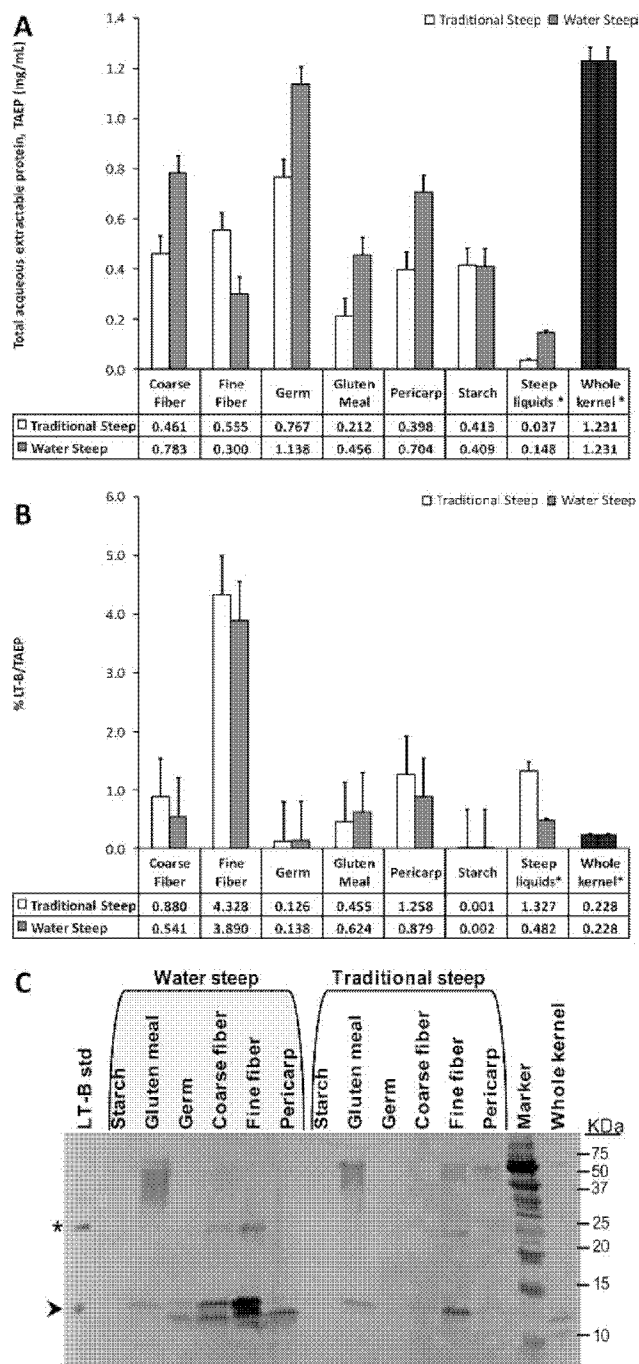 A
Traditional Steep Water Steep
Total acqueous extractable protein, TAEP (mg/mL)
1.4
1.2
1.0
0.8
0.6
0.4
0.2
0.0
Coarse Fiber Fine Fiber Germ Gluten Meal Pericarp Starch Steep liquids * Whole kernel *
Traditional Steep 0.461 0.555 0.767 0.212 0.398 0.413 0.037 1.231
Water Steep 0.783 0.300 1.138 0.456 0.704 0.409 0.148 1.231
B
Traditional Steep Water Steep
% LT-B/TAEP
6.0
5.0
4.0
2.0
1.0
0.0
Coarse Fiber Fine Fiber Germ Gluten Meal Pericarp Starch Steep liquids* Whole kernel*
Traditional Steep 0.880 4.328 0.126 0.455 1.258 0.001 1.327 0.228
Water Steep 0.541 3.890 0.138 0.624 0.879 0.002 0.482 0.228
C
Water steep Traditional steep
LT-B std
Starch
Gluten meal
Germ
Coarse fiber
Fine fiber
Pericarp
Starch
Gluten meal
Germ
Coarse fiber
Fine fiber
Pericarp
Marker
Whole kernel
KDa
75
50
37
*
25
20
15
10